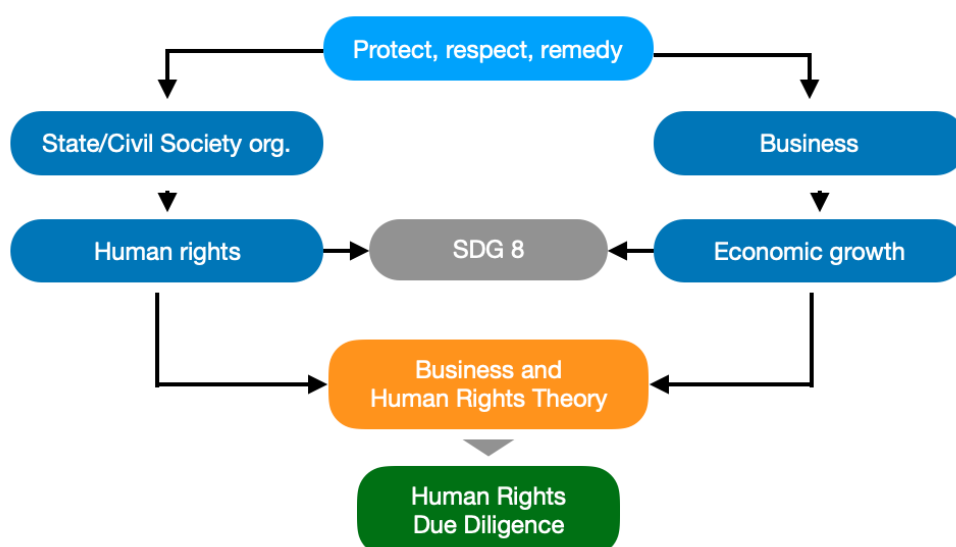 Protect, respect, remedy
State/Civil Society org.
Business
Human rights
SDG 8
Economic growth
Business and
Human Rights Theory
Human Rights
Due Diligence